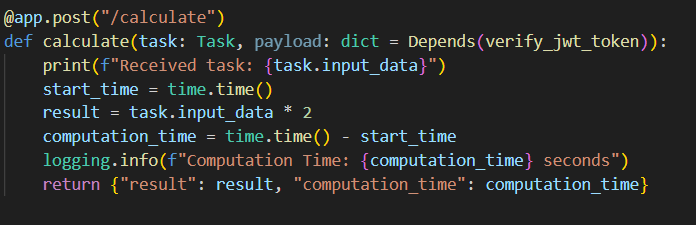 @app.post("/calculate")
def calculate(task: Task, payload: dict = Depends(verify_jwt_token)):
    print(f"Received task: {task.input_data}")
    start_time = time.time()
    result = task.input_data * 2
    computation_time = time.time() - start_time
    logging.info(f"Computation Time: {computation_time} seconds")
    return {"result": result, "computation_time": computation_time}